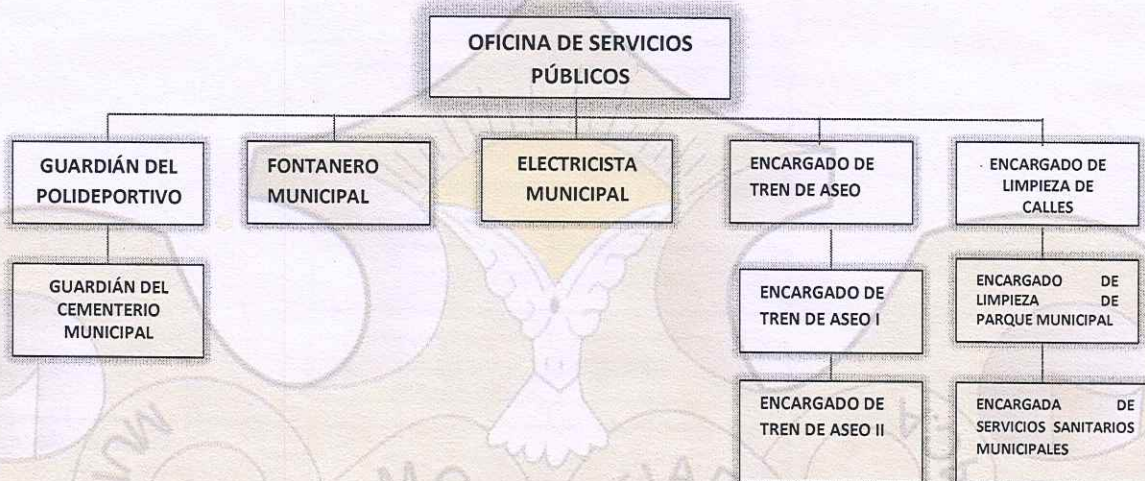 OFICINA DE SERVICIOS
PÚBLICOS
GUARDIÁN DEL
POLIDEPORTIVO
FONTANERO
MUNICIPAL
ELECTRICISTA
MUNICIPAL
ENCARGADO DE
TREN DE ASEO
ENCARGADO DE
LIMPIEZA DE
CALLES
GUARDIÁN DEL
CEMENTERIO
MUNICIPAL
ENCARGADO DE
TREN DE ASEO I
ENCARGADO DE
LIMPIEZA DE
PARQUE MUNICIPAL
ENCARGADO DE
TREN DE ASEO II
ENCARGADA DE
SERVICIOS SANITARIOS
MUNICIPALES